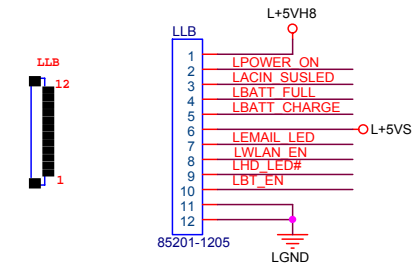 LLB
12
1
L+5VH8
LLB
1
2 LPOWER_ON
3 LACIN_SUSLED
4 LBATT_FULL
5 LBATT_CHARGE
6 L+5VS
7 LEMAIL_LED
8 LWLAN_EN
9 LHD_LED#
10 LBT_EN
11
12
85201-1205
LGND